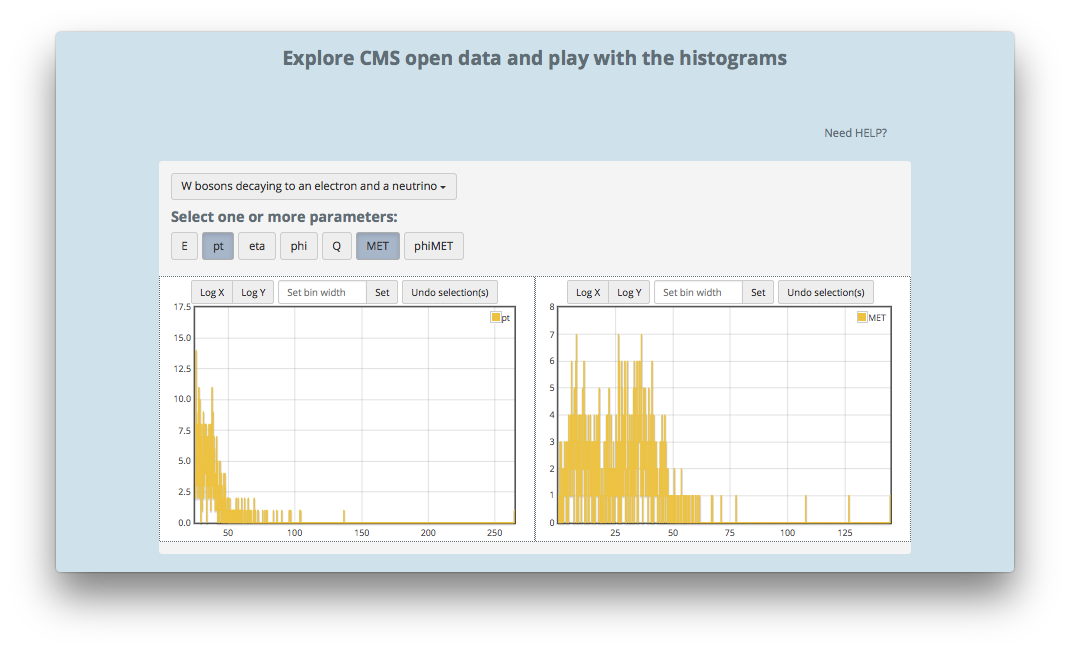 Explore CMS open data and play with the histograms
Need HELP?
W bosons decaying to an electron and a neutrino
Select one or more parameters:
E pt eta phi Q MET phiMET
Log X Log Y Set bin width Set Undo selection(s)
17.5
15.0
12.5
10.0
7.5
5.0
2.5
0.0
50 100 150 200 250
pt
Log X Log Y Set bin width Set Undo selection(s)
8
7
6
5
4
3
2
1
0
25 50 75 100 125
MET